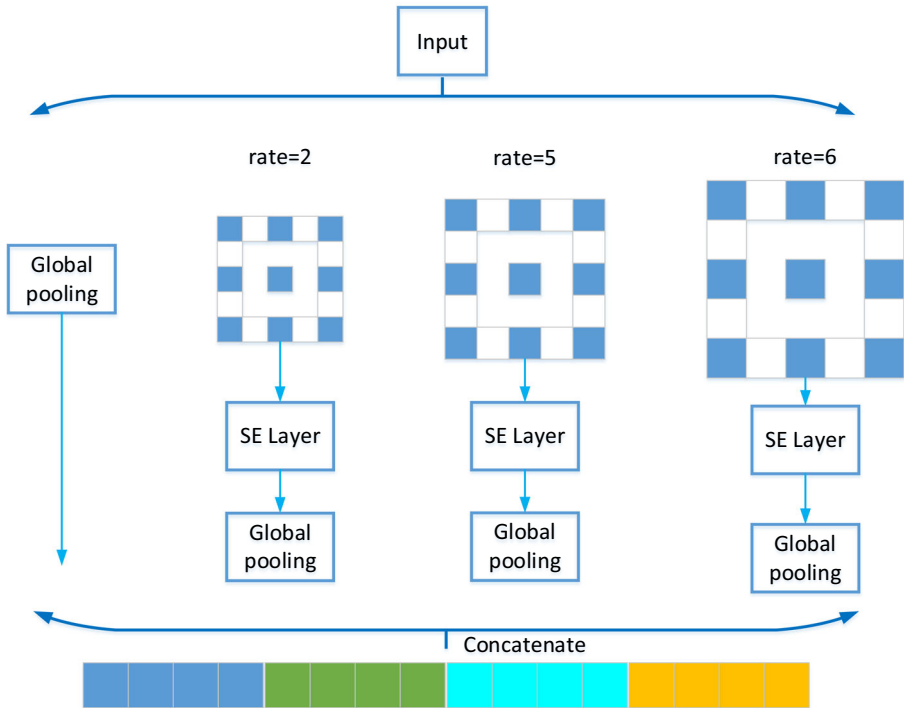 Input
rate=2
rate=5
rate=6
Global
pooling
SE Layer
SE Layer
SE Layer
Global
pooling
Global
pooling
Global
pooling
Concatenate